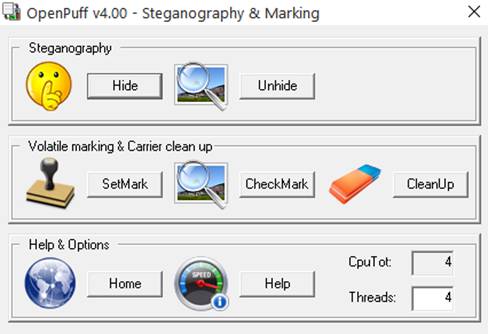 OpenPuff v4.00 - Steganography & Marking
Steganography
Hide
Unhide
Volatile marking & Carrier clean up
SetMark
CheckMark
CleanUp
Help & Options
Home
SPEED
Help
CpuTot: 4
Threads: 4